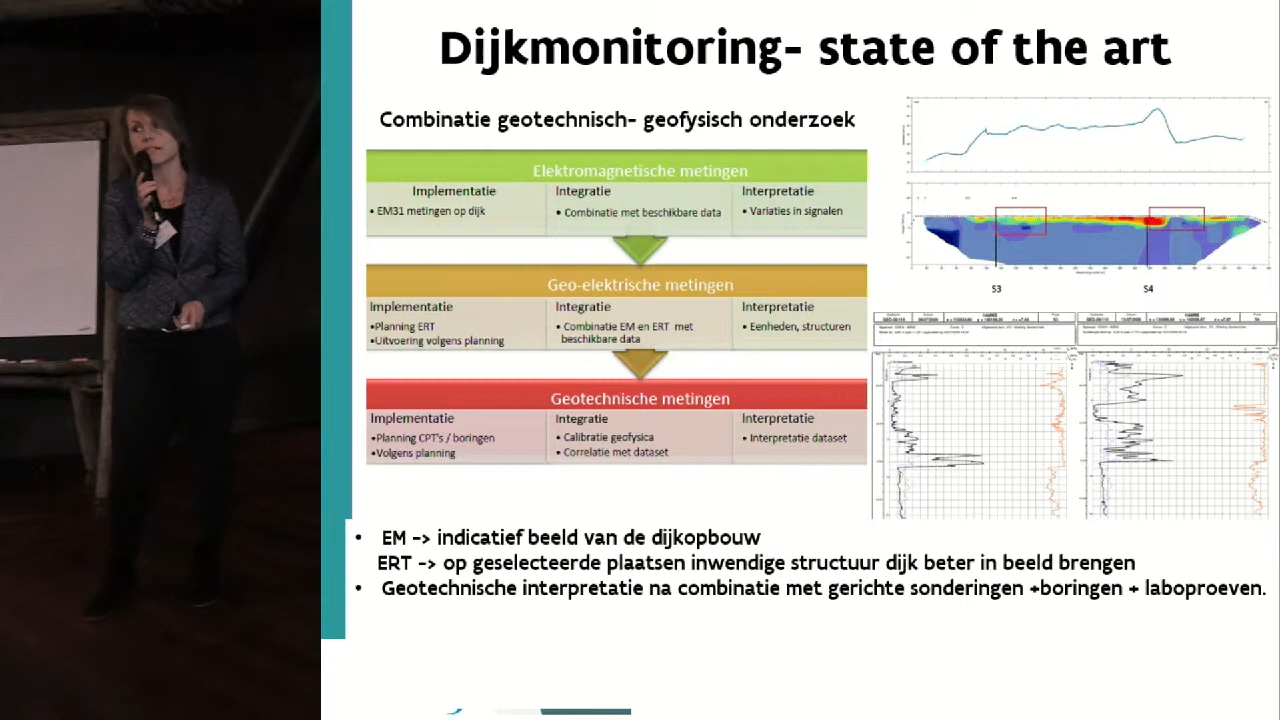 Dijkmonitoring- state of the art
Combinatie geotechnisch- geofysisch onderzoek
Elektromagnetische metingen
Implementatie
Integratie
Interpretatie
• EM31 metingen op dijk
• Combinatie met beschikbare data
• Variaties in signalen
Geo-elektrische metingen
Implementatie
Integratie
Interpretatie
•Planning ERT
•Uitvoering volgens planning
• Combinatie EM en ERT met
beschikbare data
• Eenheden, structuren
Geotechnische metingen
Implementatie
Integratie
Interpretatie
•Planning CPT's / boringen
•Volgens planning
• Calibratie geofysica
• Correlatie met dataset
• Interpretatie dataset
S3
S4
• EM -> indicatief beeld van de dijkopbouw
ERT -> op geselecteerde plaatsen inwendige structuur dijk beter in beeld brengen
• Geotechnische interpretatie na combinatie met gerichte sonderingen +boringen + laboproeven.